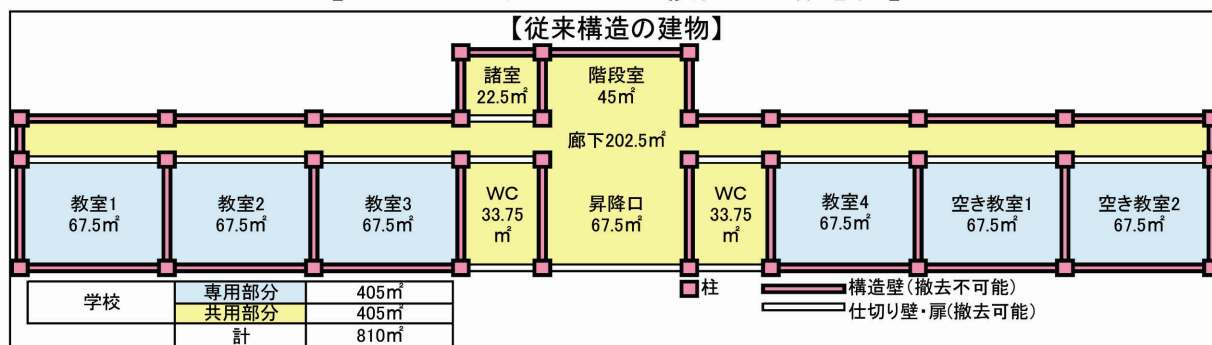 【従来構造の建物】
諸室
22.5㎡
階段室
45㎡
廊下202.5㎡
教室1
67.5㎡
教室2
67.5㎡
教室3
67.5㎡
WC
33.75
㎡
昇降口
67.5㎡
WC
33.75
㎡
教室4
67.5㎡
空き教室1
67.5㎡
空き教室2
67.5㎡
柱
構造壁(撤去不可能)
仕切り壁・扉(撤去可能)
学校
専用部分 405㎡
共用部分 405㎡
計 810㎡